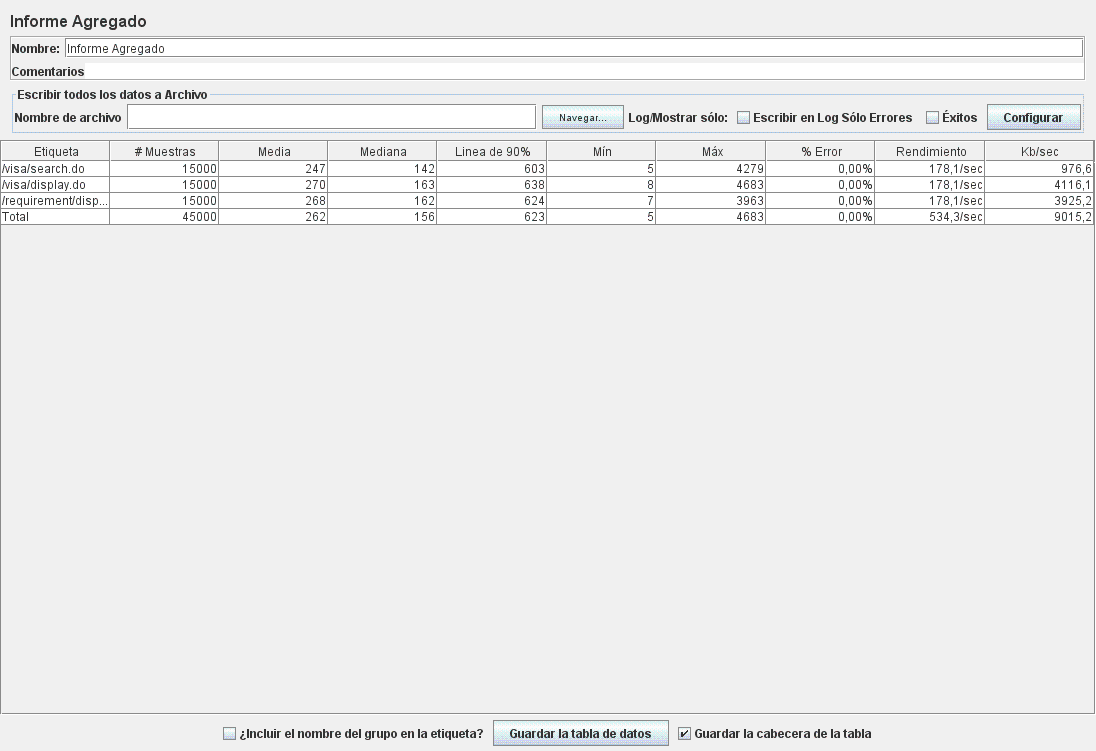 Informe Agregado
Nombre: Informe Agregado
Comentarios
Escribir todos los datos a Archivo
Nombre de archivo Navegar... Log/Mostrar sólo: Escribir en Log Sólo Errores Éxitos Configurar
Etiqueta # Muestras Media Mediana Linea de 90% Mín Máx % Error Rendimiento Kb/sec
/visa/search.do 15000 247 142 603 5 4279 0,00% 178,1/sec 976,6
/visa/display.do 15000 270 163 638 8 4683 0,00% 178,1/sec 4116,1
/requirement/disp... 15000 268 162 624 7 3963 0,00% 178,1/sec 3925,2
Total 45000 262 156 623 5 4683 0,00% 534,3/sec 9015,2
¿Incluir el nombre del grupo en la etiqueta? Guardar la tabla de datos Guardar la cabecera de la tabla